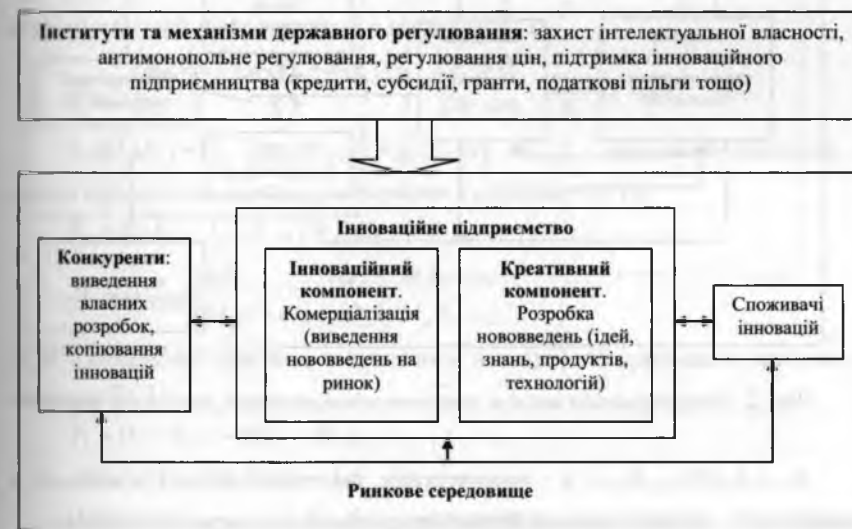 Інститути та механізми державного регулювання: захист інтелектуальної власності,
антимонопольне регулювання, регулювання цін, підтримка інноваційного
підприємництва (кредити, субсидії, гранти, податкові пільги тощо)
Інноваційне підприємство
Конкуренти:
виведення
власних
розробок,
копіювання
інновацій
Інноваційний
компонент.
Комерціалізація
(виведення
нововведень на
ринок)
Креативний
компонент.
Розробка
нововведень (ідей,
знань, продуктів,
технологій)
Споживачі
інновацій
Ринкове середовище